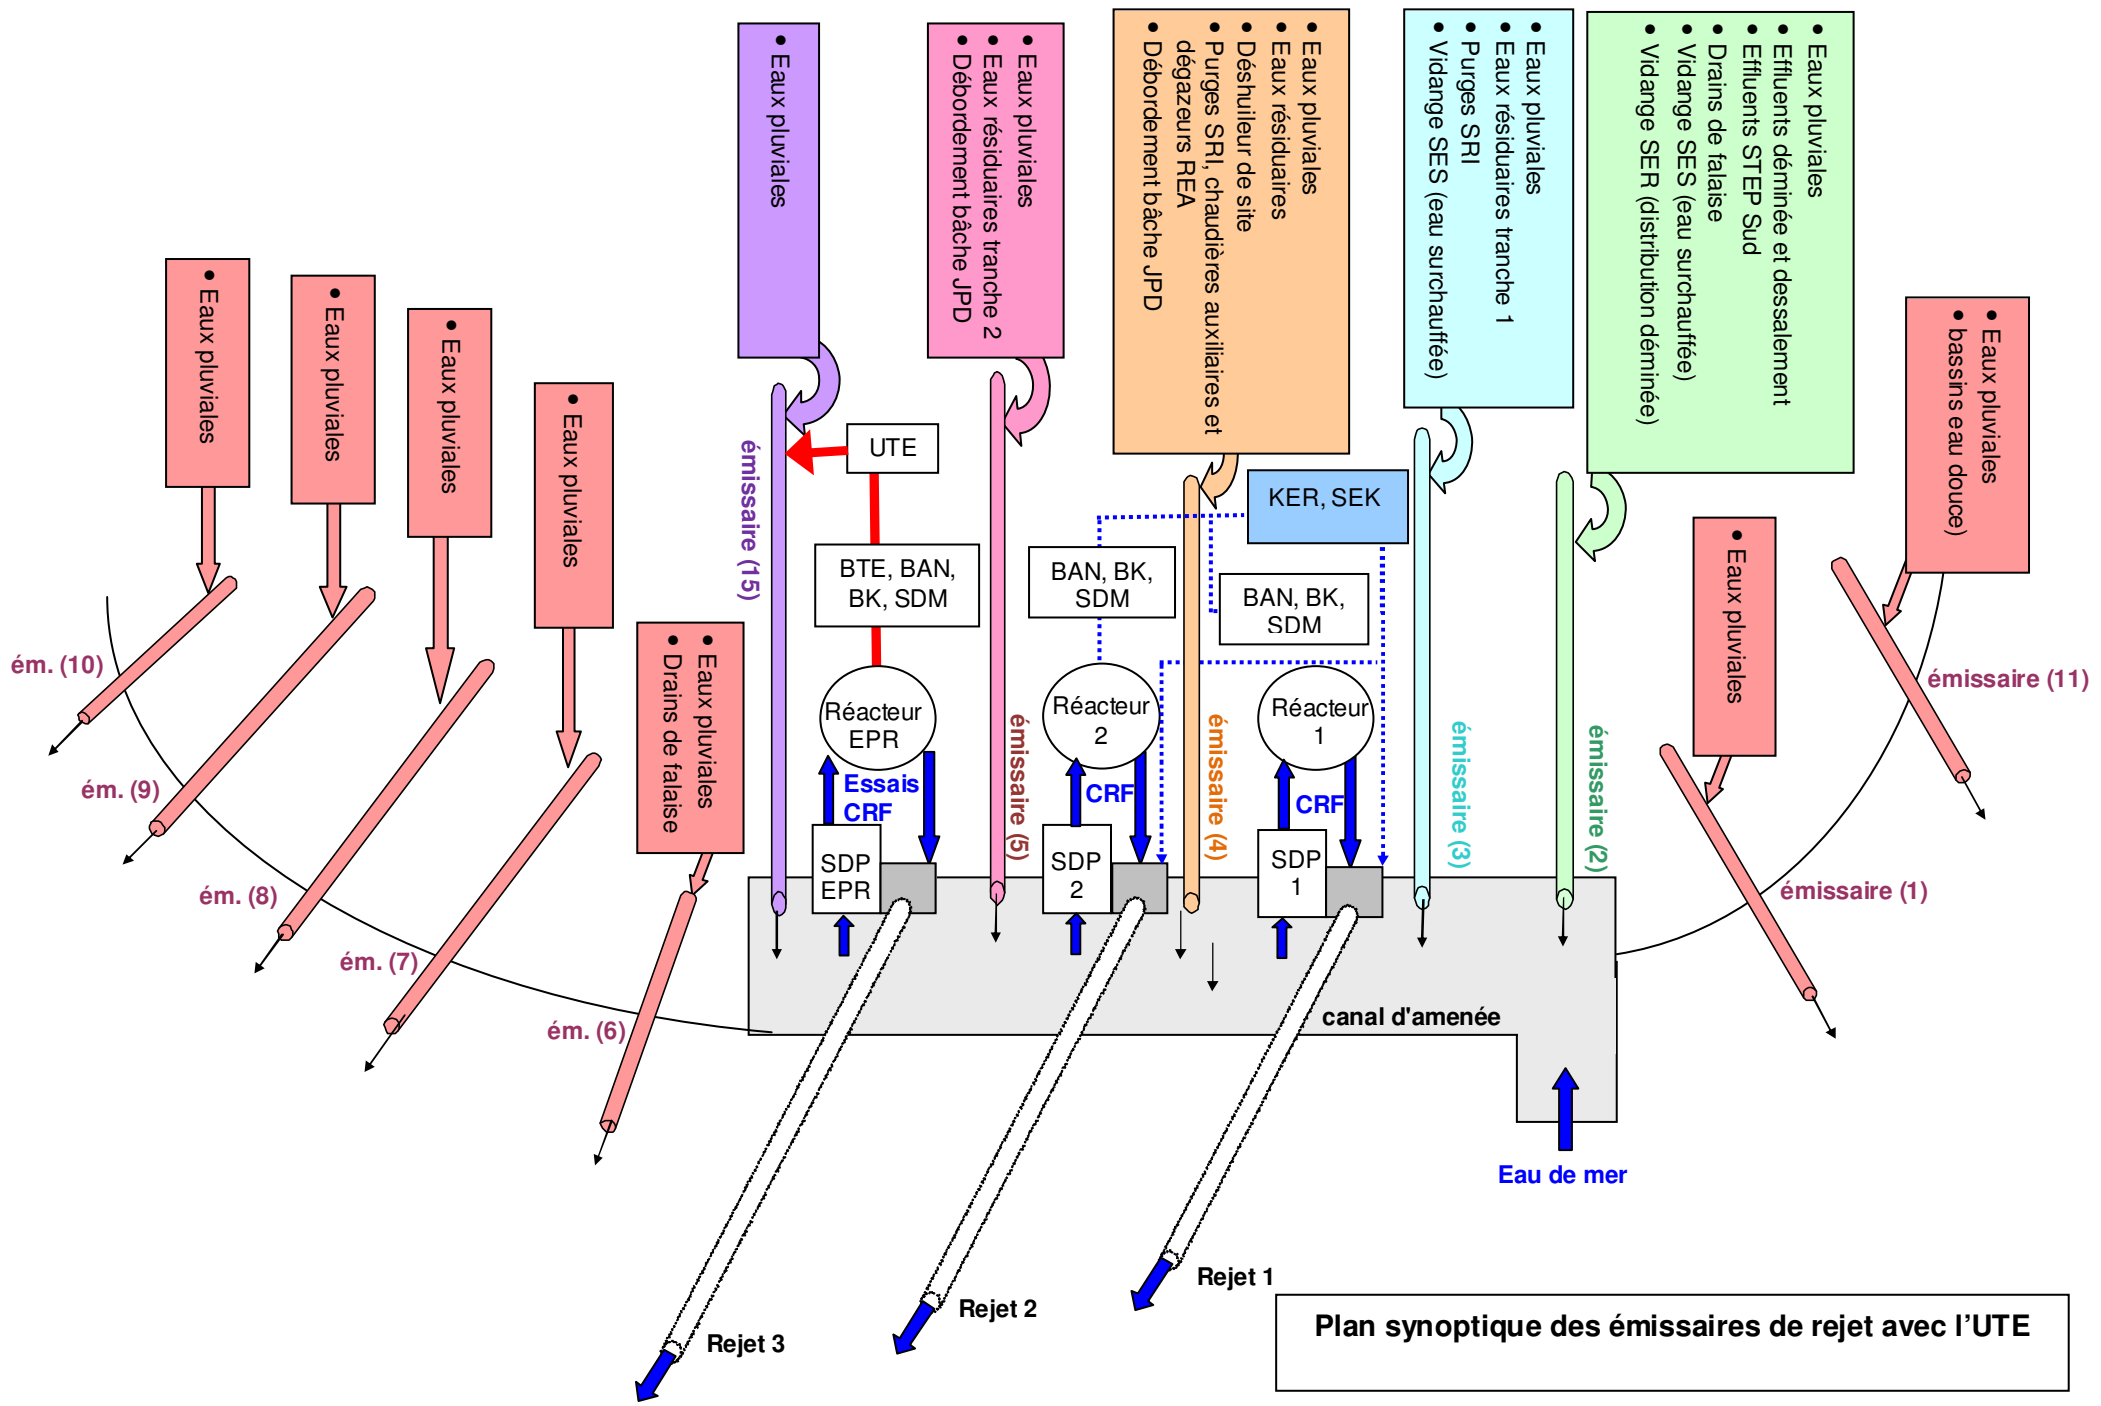 ● Eaux pluviales
● Eaux pluviales
● Eaux résiduaires tranche 2
● Débordement bâche JPD
● Eaux pluviales
● Eaux résiduaires
● Déshuileur de site
● Purges SRI, chaudières auxiliaires et
dégazeurs REA
● Débordement bâche JPD
● Eaux pluviales
● Eaux résiduaires tranche 1
● Purges SRI
● Vidange SES (eau surchauffée)
● Eaux pluviales
● Effluents déminée et dessalement
● Effluents STEP Sud
● Drains de falaise
● Vidange SES (eau surchauffée)
● Vidange SER (distribution déminée)
● Eaux pluviales
● Eaux pluviales
● Eaux pluviales
● Eaux pluviales
● Eaux pluviales
● Drains de falaise
● Eaux pluviales
● Eaux pluviales
● bassins eau douce)
UTE
KER, SEK
BTE, BAN,
BK, SDM
BAN, BK,
SDM
BAN, BK,
SDM
émissaire (15)
émissaire (5)
émissaire (4)
émissaire (3)
émissaire (2)
émissaire (11)
émissaire (1)
ém. (10)
ém. (9)
ém. (8)
ém. (7)
ém. (6)
Réacteur
EPR
Réacteur
2
Réacteur
1
Essais
CRF
CRF
CRF
SDP
EPR
SDP
2
SDP
1
canal d'amenée
Eau de mer
Rejet 1
Rejet 2
Rejet 3
Plan synoptique des émissaires de rejet avec l’UTE